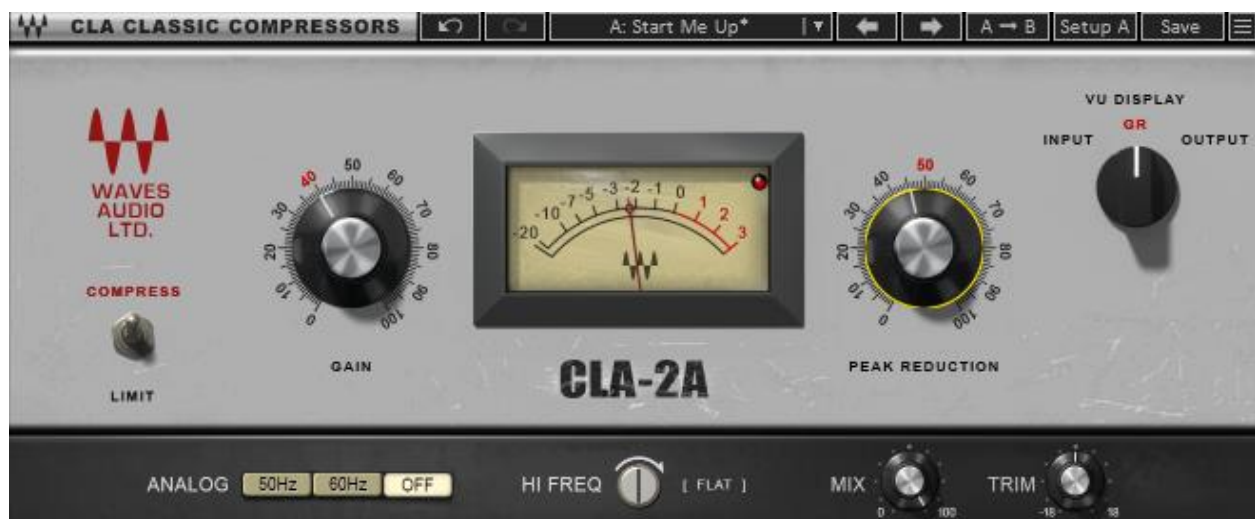 CLA CLASSIC COMPRESSORS A: Start Me Up* A → B Setup A Save
VU DISPLAY
GR
INPUT OUTPUT
WAVES
AUDIO
LTD.
COMPRESS
LIMIT
0 10 20 30 40 50 60 70 80 90 100
GAIN
-20 -10 -7 -5 -3 -2 -1 0 1 2 3
0
CLA-2A
0 10 20 30 40 50 60 70 80 90 100
PEAK REDUCTION
ANALOG 50Hz 60Hz OFF HI FREQ [ FLAT ] MIX 0 100 TRIM -18 18